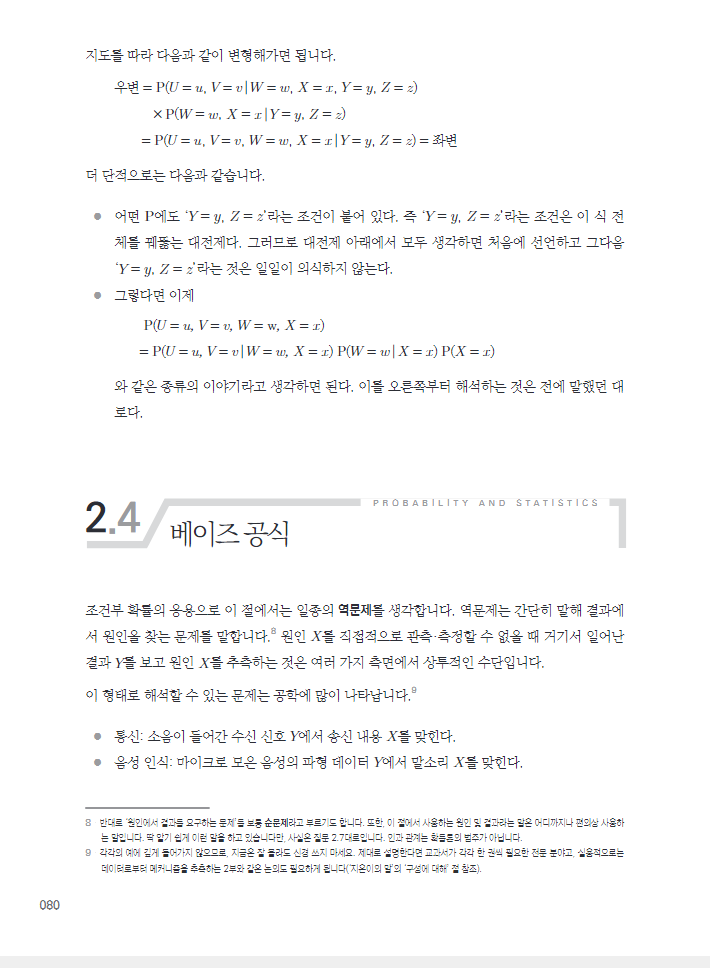 지도를 따라 다음과 같이 변형해가면 됩니다.
우변 = P(U = u, V = v | W = w, X = x, Y = y, Z = z)
× P(W = w, X = x | Y = y, Z = z)
= P(U = u, V = v, W = w, X = x | Y = y, Z = z) = 좌변
더 단적으로는 다음과 같습니다.
● 어떤 P에도 ‘Y = y, Z = z’라는 조건이 붙어 있다. 즉 ‘Y = y, Z = z’라는 조건은 이 식 전
체를 꿰뚫는 대전제다. 그러므로 대전제 아래에서 모두 생각하면 처음에 선언하고 그다음
‘Y = y, Z = z’라는 것은 일일이 의식하지 않는다.
● 그렇다면 이제
P(U = u, V = v, W = w, X = x)
= P(U = u, V = v | W = w, X = x) P(W = w | X = x) P(X = x)
와 같은 종류의 이야기라고 생각하면 된다. 이를 오른쪽부터 해석하는 것은 전에 말했던 대
로다.
PROBABILITY AND STATISTICS
2.4 베이즈 공식
조건부 확률의 응용으로 이 절에서는 일종의 역문제를 생각합니다. 역문제는 간단히 말해 결과에
서 원인을 찾는 문제를 말합니다.8 원인 X를 직접적으로 관측·측정할 수 없을 때 거기서 일어난
결과 Y를 보고 원인 X를 추측하는 것은 여러 가지 측면에서 상투적인 수단입니다.
이 형태로 해석할 수 있는 문제는 공학에 많이 나타납니다.9
● 통신: 소음이 들어간 수신 신호 Y에서 송신 내용 X를 맞힌다.
● 음성 인식: 마이크로 모은 음성의 파형 데이터 Y에서 말소리 X를 맞힌다.
8 반대로 ‘원인에서 결과를 요구하는 문제’를 보통 순문제라고 부르기도 합니다. 또한, 이 절에서 사용하는 원인 및 결과라는 말은 어디까지나 편의상 사용하
는 말입니다. 딱 알기 쉽게 이런 말을 하고 있습니다만, 사실은 질문 2.7대로입니다. 인과 관계는 확률론의 범주가 아닙니다.
9 각각의 예에 깊게 들어가지 않으므로, 지금은 잘 몰라도 신경 쓰지 마세요. 제대로 설명한다면 교과서가 각각 한 권씩 필요한 전문 분야고, 실용적으로는
데이터로부터 메커니즘을 추측하는 2부와 같은 논의도 필요하게 됩니다(‘지은이의 말’의 ‘구성에 대해’ 절 참조).
080